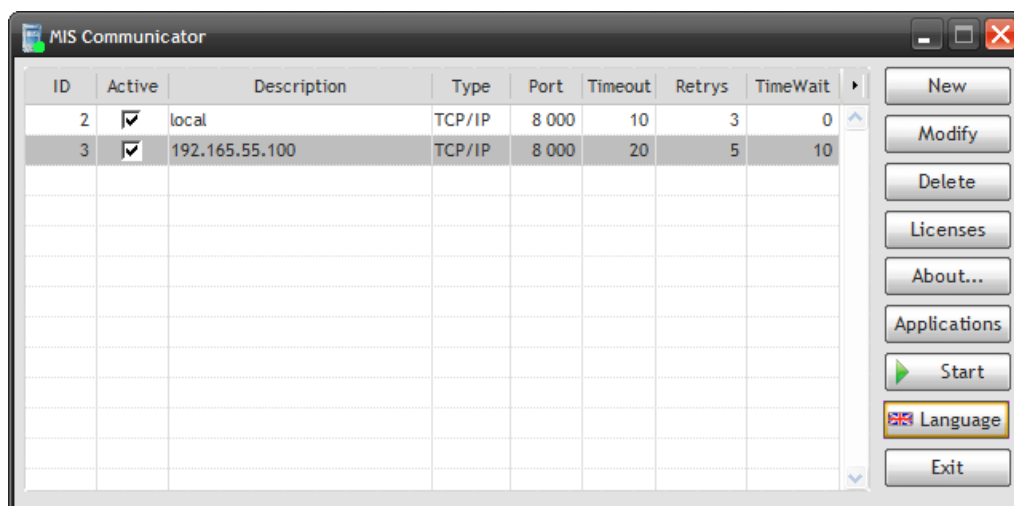 MIS Communicator
ID Active Description Type Port Timeout Retrys TimeWait
2 local TCP/IP 8 000 10 3 0
3 192.165.55.100 TCP/IP 8 000 20 5 10
New
Modify
Delete
Licenses
About...
Applications
Start
Language
Exit